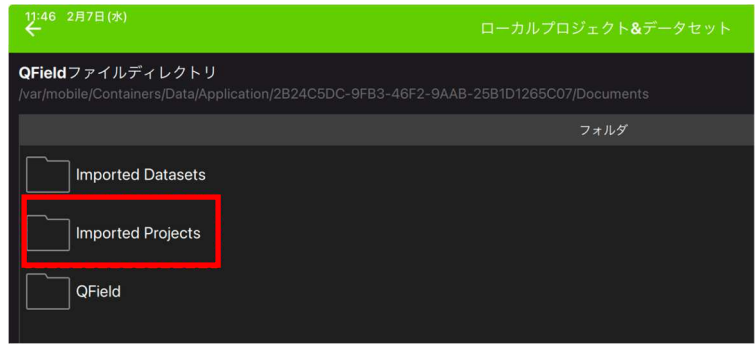 11:46 2月7日(水)
ローカルプロジェクト&データセット
QFieldファイルディレクトリ
/var/mobile/Containers/Data/Application/2B24C5DC-9FB3-46F2-9AAB-25B1D1265C07/Documents
フォルダ
Imported Datasets
Imported Projects
QField